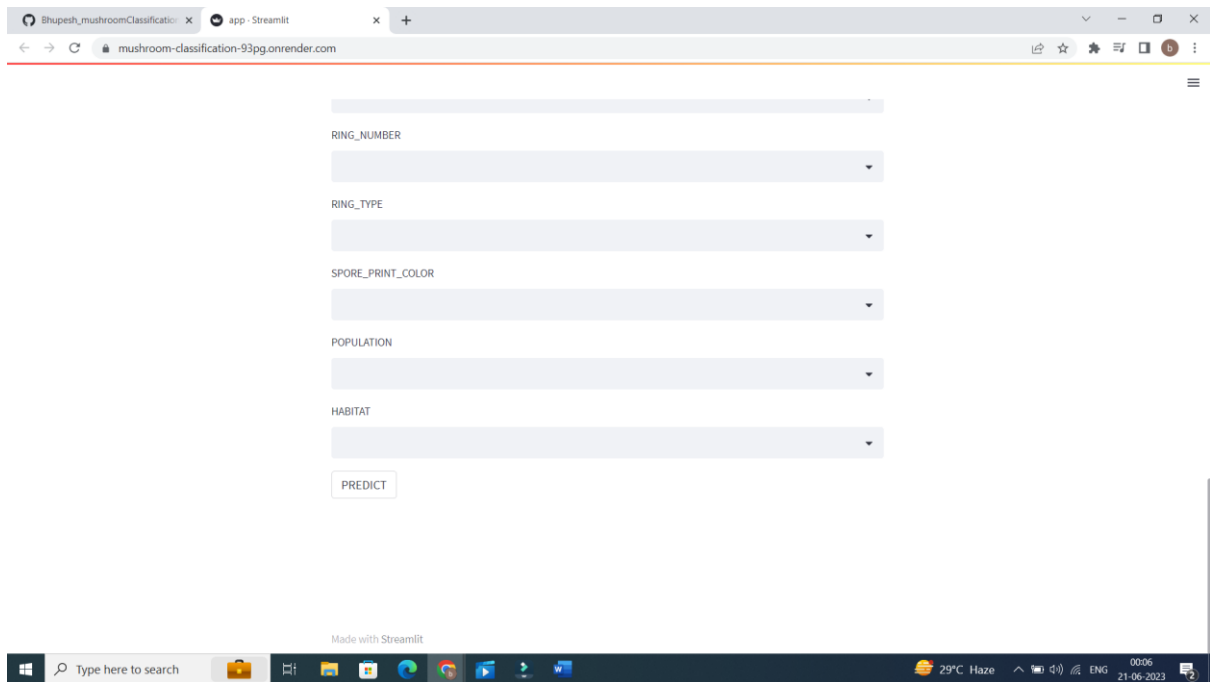 Bhupesh_mushroomClassification
app · Streamlit
mushroom-classification-93pg.onrender.com
b
RING_NUMBER
RING_TYPE
SPORE_PRINT_COLOR
POPULATION
HABITAT
PREDICT
Made with Streamlit
Type here to search
W
29°C Haze
ENG
00:06
21-06-2023
2